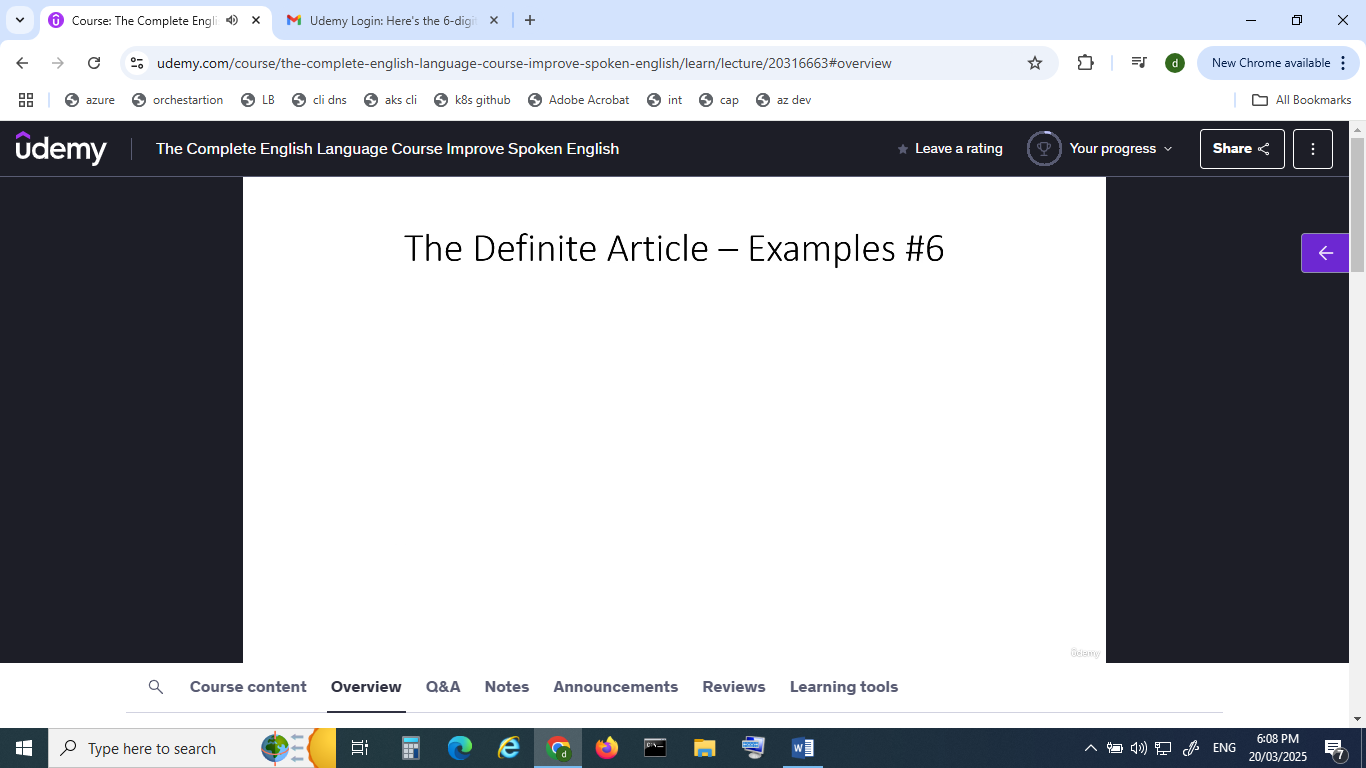 Course: The Complete Engli
Udemy Login: Here's the 6-digit
udemy.com/course/the-complete-english-language-course-improve-spoken-english/learn/lecture/20316663#overview
d
New Chrome available
azure
orchestartion
LB
cli dns
aks cli
k8s github
Adobe Acrobat
int
cap
az dev
All Bookmarks
udemy
The Complete English Language Course Improve Spoken English
Leave a rating
Your progress
Share
The Definite Article – Examples #6
ûdemy
Course content
Overview
Q&A
Notes
Announcements
Reviews
Learning tools
Type here to search
ENG
6:08 PM
20/03/2025
7